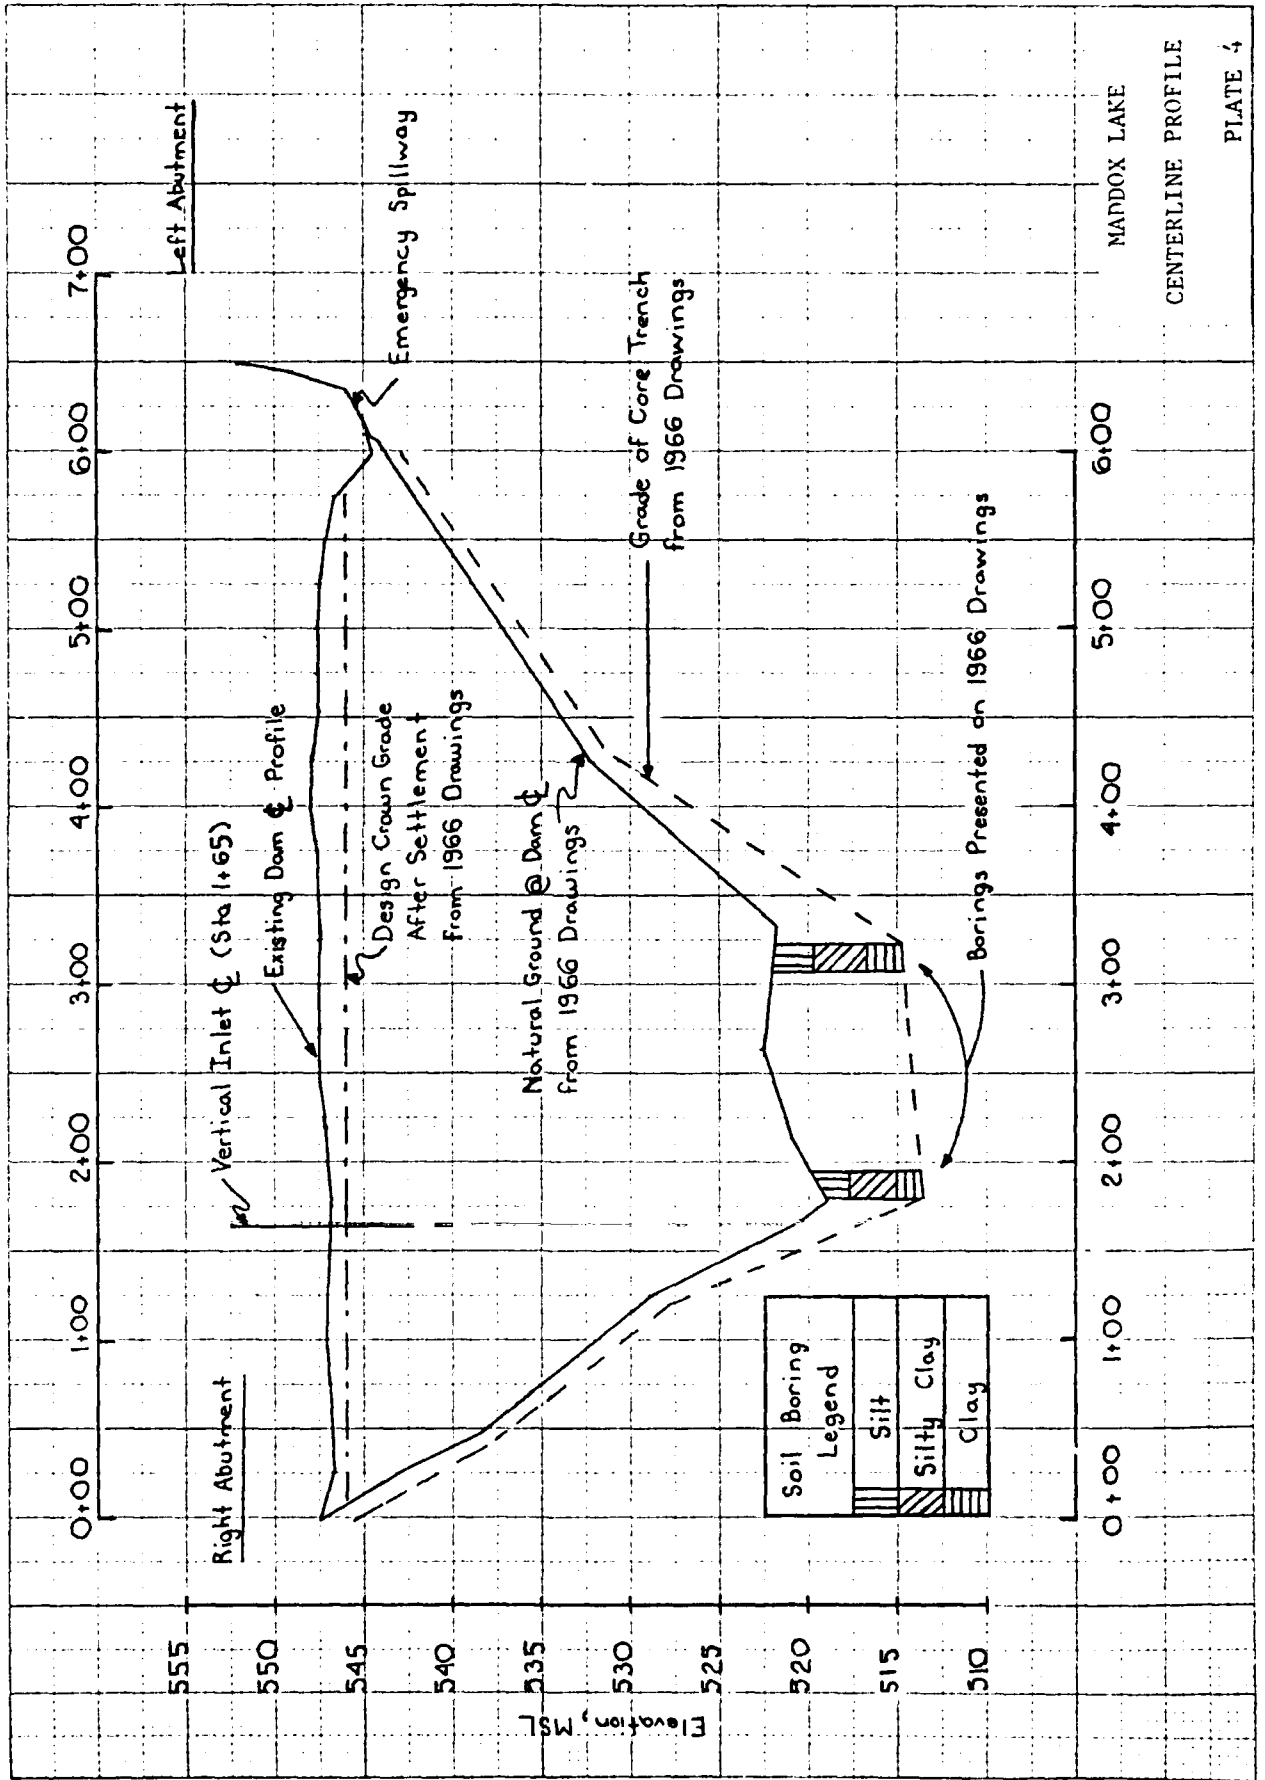 0+00 1+00 2+00 3+00 4+00 5+00 6+00 7+00
Right Abutment
Left Abutment
Vertical Inlet ℄ (Sta 1+65)
Existing Dam ℄ Profile
Design Crown Grade
After Settlement
from 1966 Drawings
Emergency Spillway
Natural Ground @ Dam ℄
from 1966 Drawings
Grade of Core Trench
from 1966 Drawings
Borings Presented on 1966 Drawings
Soil Boring
Legend
Silt
Silty Clay
Clay
Elevation, MSL
555
550
545
540
535
530
525
520
515
510
0+00 1+00 2+00 3+00 4+00 5+00 6+00
MADDOX LAKE
CENTERLINE PROFILE
PLATE 4